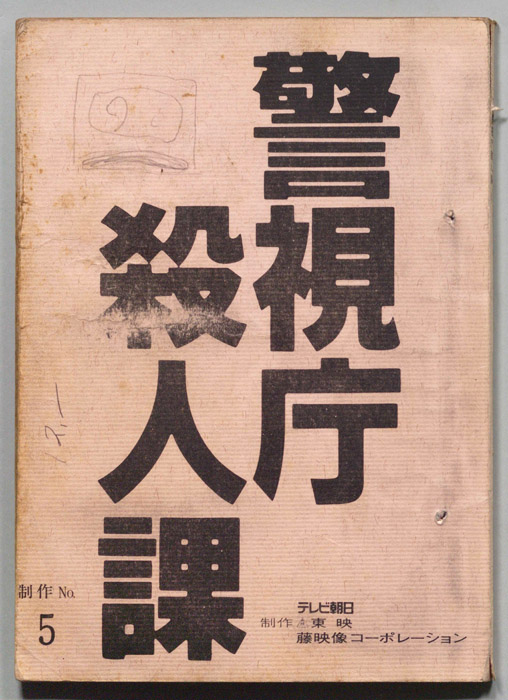 警視庁
殺人課
制作No.
5
テレビ朝日
制作 東映
藤映像コーポレーション